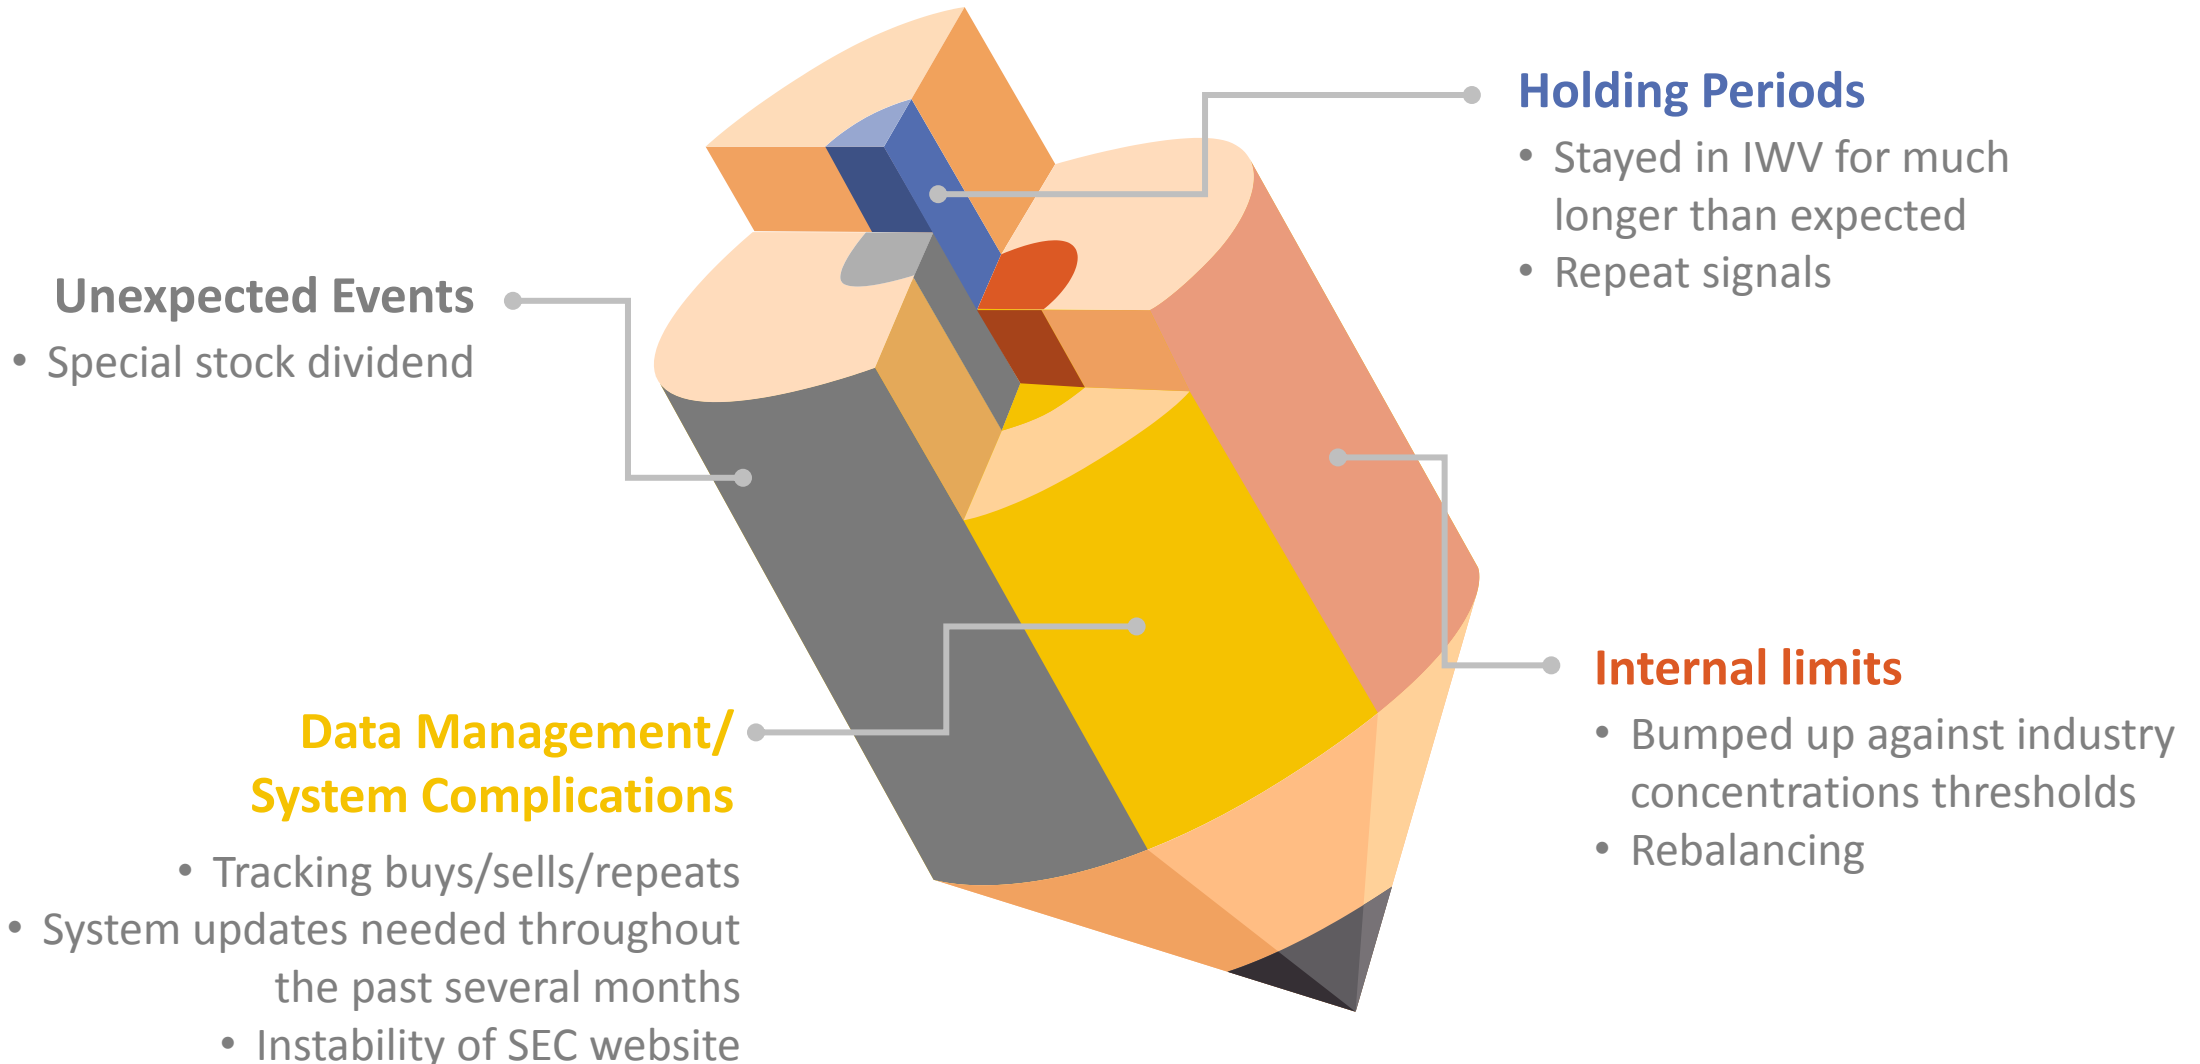 Holding Periods
• Stayed in IWV for much
longer than expected
• Repeat signals
Unexpected Events
• Special stock dividend
Internal limits
• Bumped up against industry
concentrations thresholds
• Rebalancing
Data Management/
System Complications
• Tracking buys/sells/repeats
• System updates needed throughout
the past several months
• Instability of SEC website